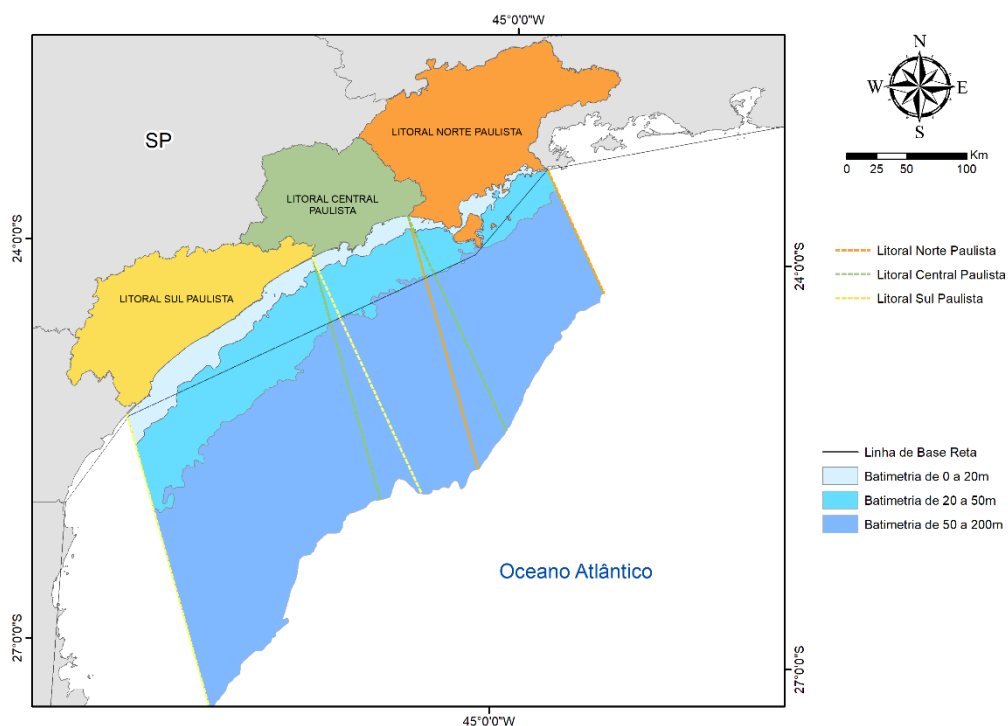 45°0'0"W
N
W
E
S
Km
0 25 50 100
SP
LITORAL NORTE PAULISTA
LITORAL CENTRAL
PAULISTA
LITORAL SUL PAULISTA
24°0'0"S
24°0'0"S
Litoral Norte Paulista
Litoral Central Paulista
Litoral Sul Paulista
Linha de Base Reta
Batimetria de 0 a 20m
Batimetria de 20 a 50m
Batimetria de 50 a 200m
Oceano Atlântico
27°0'0"S
27°0'0"S
45°0'0"W